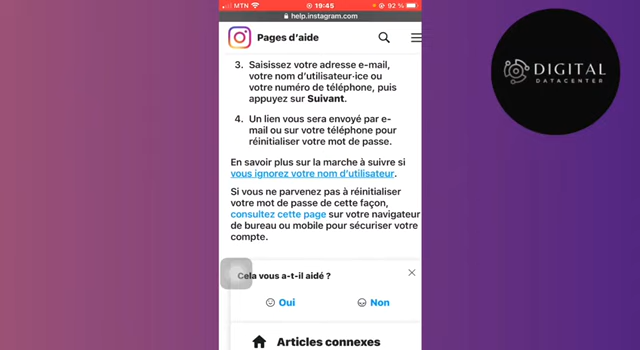 MTN 19:45 92 %
help.instagram.com
Pages d'aide
3. Saisissez votre adresse e-mail,
votre nom d'utilisateur·ice ou
votre numéro de téléphone, puis
appuyez sur Suivant.
4. Un lien vous sera envoyé par e-
mail ou sur votre téléphone pour
réinitialiser votre mot de passe.
En savoir plus sur la marche à suivre si
vous ignorez votre nom d'utilisateur.
Si vous ne parvenez pas à réinitialiser
votre mot de passe de cette façon,
consultez cette page sur votre navigateur
de bureau ou mobile pour sécuriser votre
compte.
Cela vous a-t-il aidé ?
Oui Non
Articles connexes
DIGITAL
DATACENTER